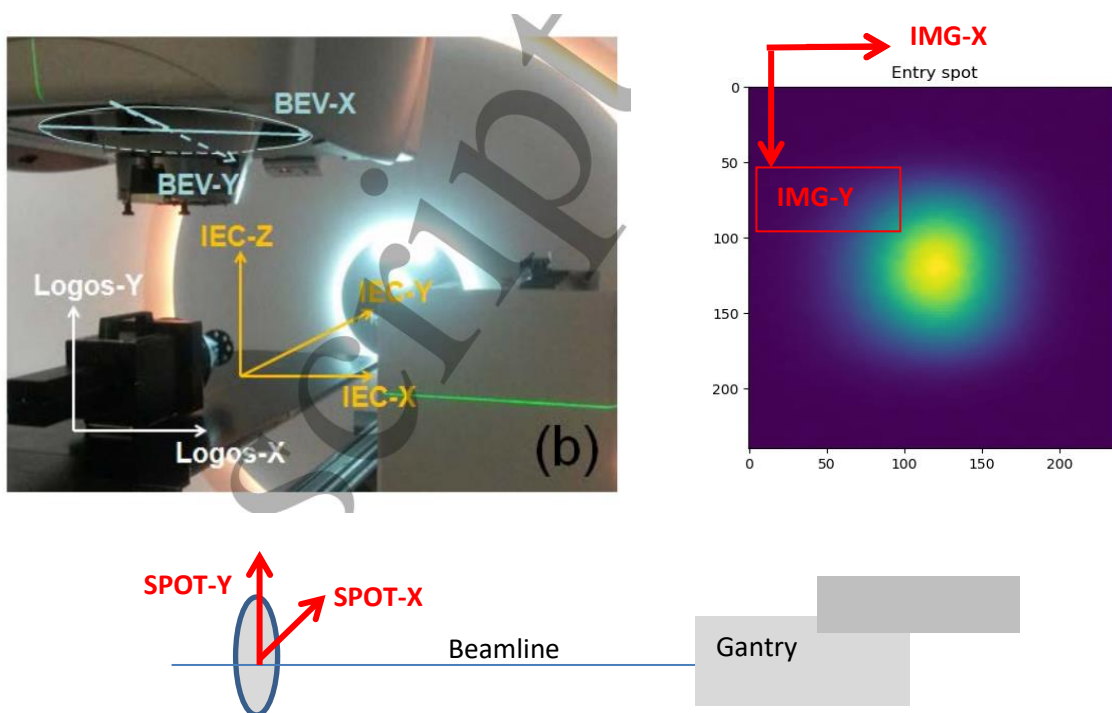 BEV-X
BEV-Y
IEC-Z
Logos-Y
IEC-Y
IEC-X
Logos-X
(b)
script
IMG-X
Entry spot
IMG-Y
0
50
100
150
200
0
50
100
150
200
SPOT-Y
SPOT-X
Beamline
Gantry